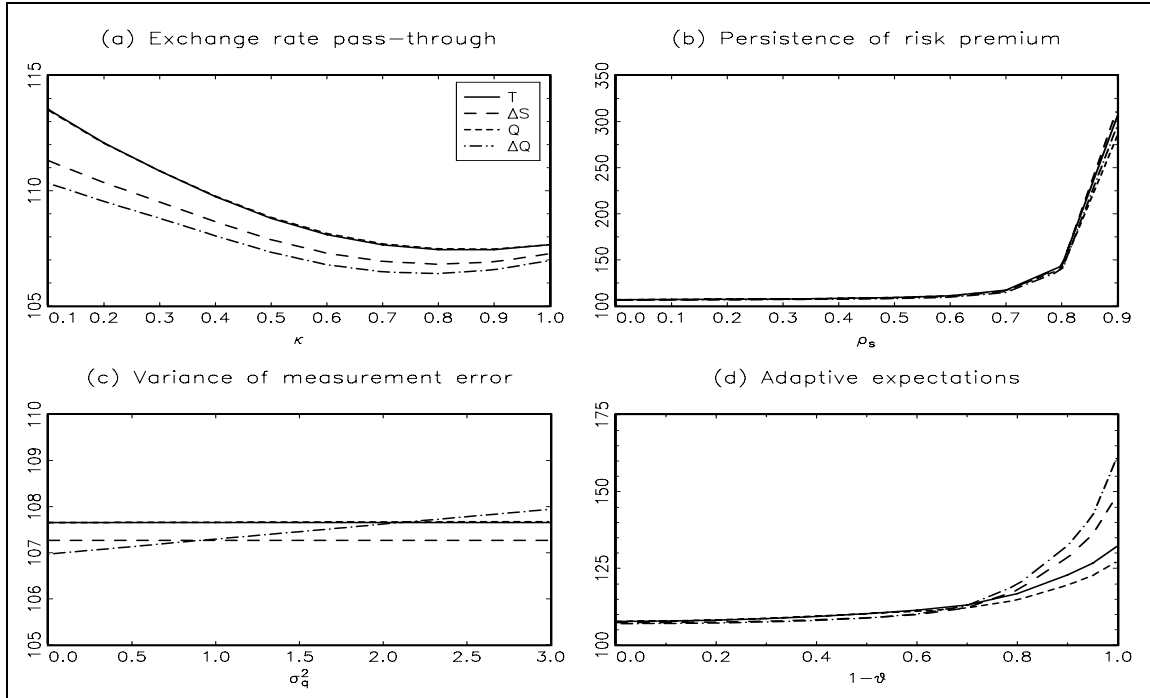 (a) Exchange rate pass-through
115
110
105
T
ΔS
Q
ΔQ
0.1 0.2 0.3 0.4 0.5 0.6 0.7 0.8 0.9 1.0
κ
(b) Persistence of risk premium
350
300
250
200
150
100
0.0 0.1 0.2 0.3 0.4 0.5 0.6 0.7 0.8 0.9
ρs
(c) Variance of measurement error
110
109
108
107
106
105
0.0 0.5 1.0 1.5 2.0 2.5 3.0
σ²q
(d) Adaptive expectations
175
150
125
100
0.0 0.2 0.4 0.6 0.8 1.0
1-ϑ